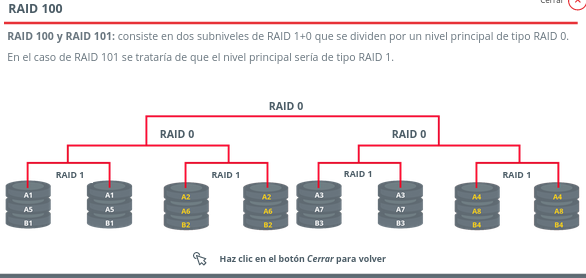 Cerrar
RAID 100
RAID 100 y RAID 101: consiste en dos subniveles de RAID 1+0 que se dividen por un nivel principal de tipo RAID 0.
En el caso de RAID 101 se trataría de que el nivel principal sería de tipo RAID 1.
RAID 0
RAID 0 RAID 0
RAID 1 RAID 1 RAID 1 RAID 1
A1 A1 A2 A2 A3 A3 A4 A4
A5 A5 A6 A6 A7 A7 A8 A8
B1 B1 B2 B2 B3 B3 B4 B4
Haz clic en el botón Cerrar para volver